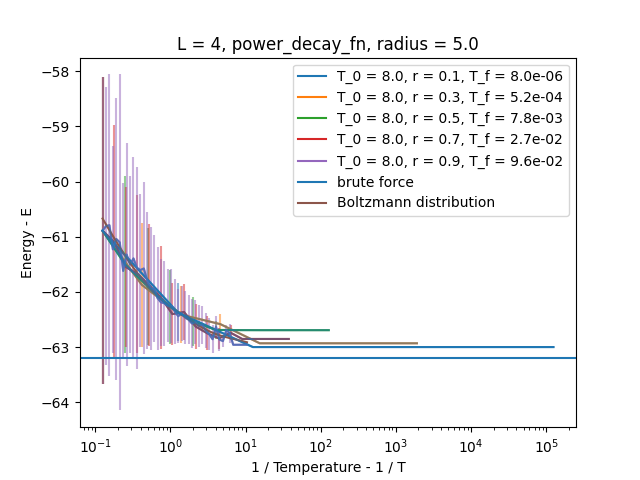 L = 4, power_decay_fn, radius = 5.0
T_0 = 8.0, r = 0.1, T_f = 8.0e-06
T_0 = 8.0, r = 0.3, T_f = 5.2e-04
T_0 = 8.0, r = 0.5, T_f = 7.8e-03
T_0 = 8.0, r = 0.7, T_f = 2.7e-02
T_0 = 8.0, r = 0.9, T_f = 9.6e-02
brute force
Boltzmann distribution
Energy - E
−58
−59
−60
−61
−62
−63
−64
10⁻¹ 10⁰ 10¹ 10² 10³ 10⁴ 10⁵
1 / Temperature - 1 / T